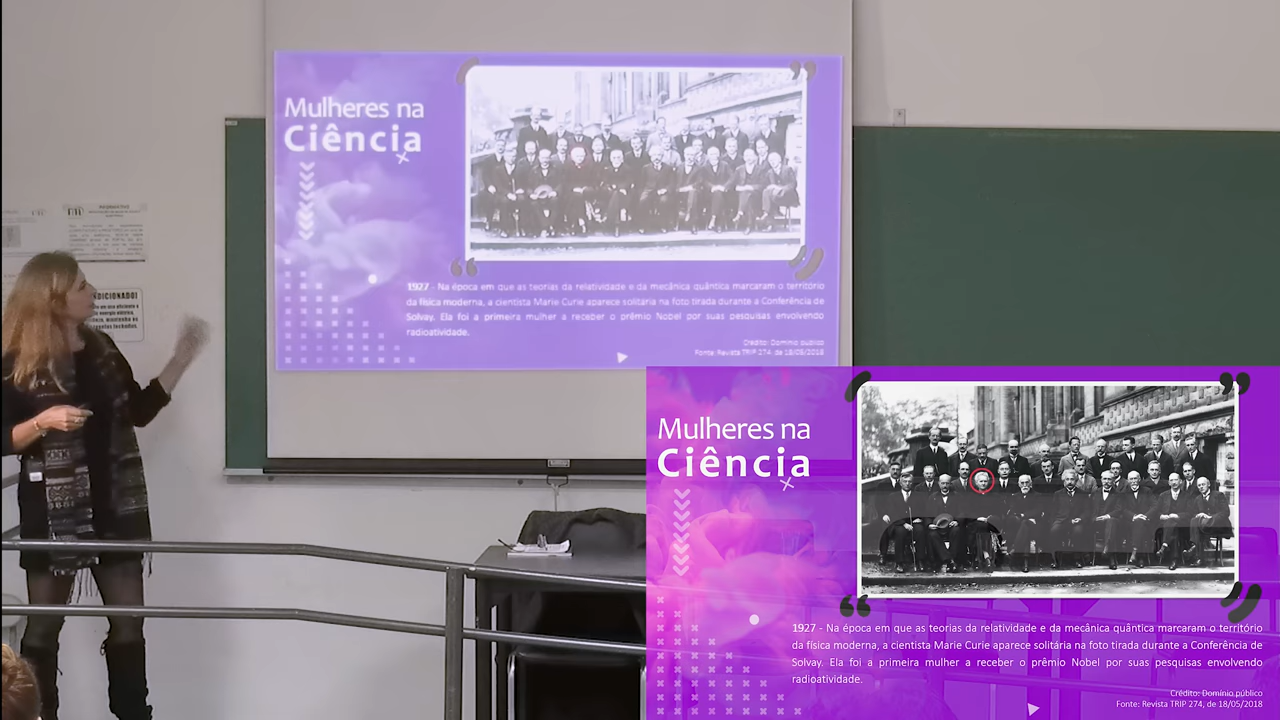 Mulheres na
Ciência
1927 - Na época em que as teorias da relatividade e da mecânica quântica marcaram o território
da física moderna, a cientista Marie Curie aparece solitária na foto tirada durante a Conferência de
Solvay. Ela foi a primeira mulher a receber o prêmio Nobel por suas pesquisas envolvendo
radioatividade.
Crédito: Domínio público
Fonte: Revista TRIP 274, de 18/05/2018
INFORMATIVO
NDICIONADO!
Mulheres na
Ciência
1927 - Na época em que as teorias da relatividade e da mecânica quântica marcaram o território
da física moderna, a cientista Marie Curie aparece solitária na foto tirada durante a Conferência de
Solvay. Ela foi a primeira mulher a receber o prêmio Nobel por suas pesquisas envolvendo
radioatividade.
Crédito: Domínio público
Fonte: Revista TRIP 274, de 18/05/2018